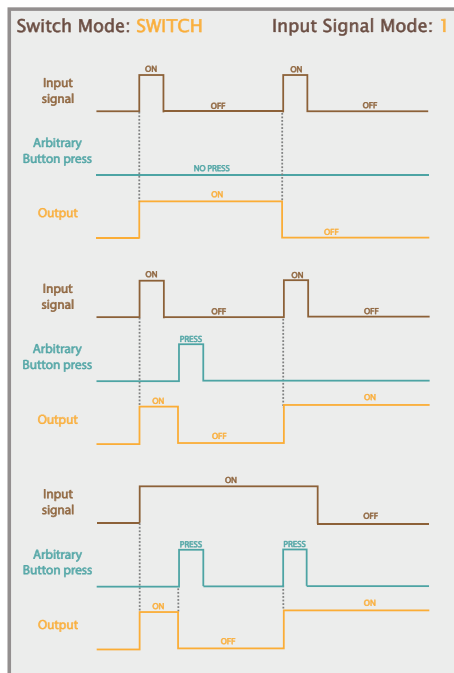 Switch Mode: SWITCH Input Signal Mode: 1
ON ON
Input
signal
OFF OFF
Arbitrary
Button press
NO PRESS
ON
Output
OFF
ON ON
Input
signal
OFF OFF
PRESS
Arbitrary
Button press
ON ON
Output
OFF
ON
Input
signal
OFF
PRESS PRESS
Arbitrary
Button press
ON ON
Output
OFF